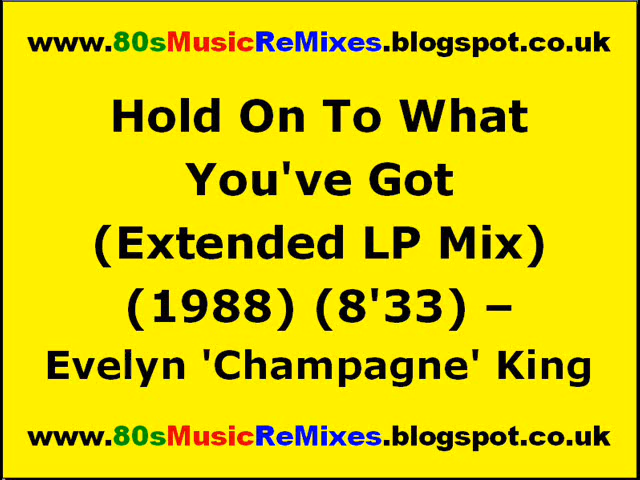 www.80sMusicReMixes.blogspot.co.uk
Hold On To What
You've Got
(Extended LP Mix)
(1988) (8'33) –
Evelyn 'Champagne' King
www.80sMusicReMixes.blogspot.co.uk